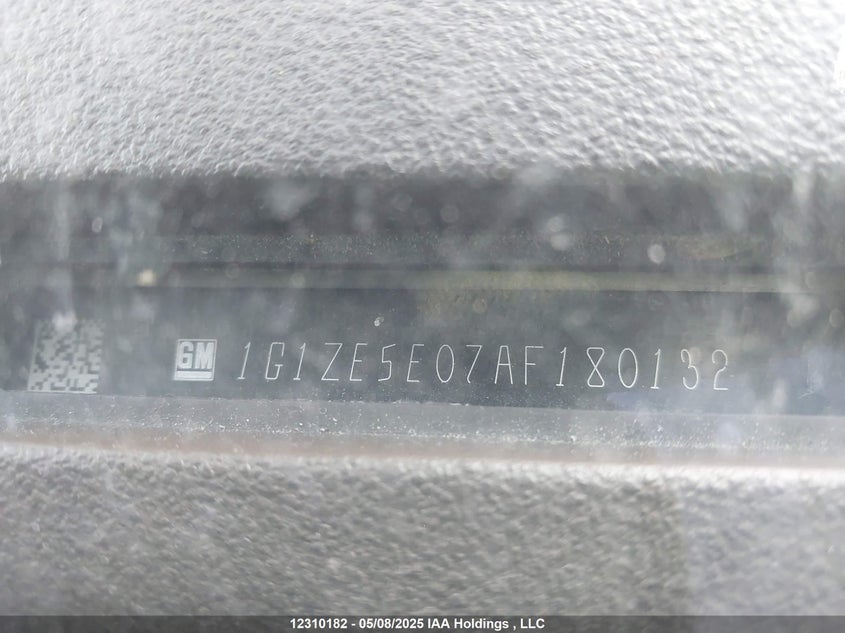 GM 1G1ZE5E07AF180132
12310182 - 05/08/2025 IAA Holdings , LLC